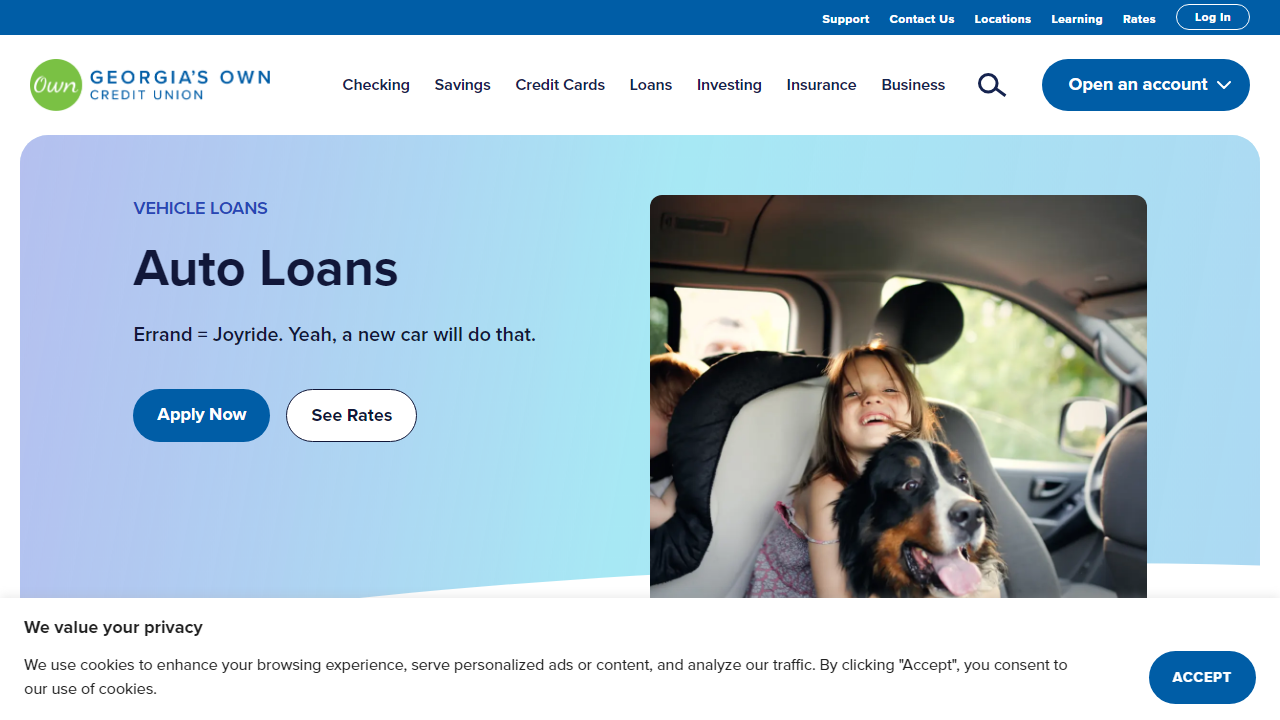 Support Contact Us Locations Learning Rates Log In
Own GEORGIA'S OWN
CREDIT UNION
Checking Savings Credit Cards Loans Investing Insurance Business Open an account
VEHICLE LOANS
Auto Loans
Errand = Joyride. Yeah, a new car will do that.
Apply Now See Rates
We value your privacy
We use cookies to enhance your browsing experience, serve personalized ads or content, and analyze our traffic. By clicking "Accept", you consent to
our use of cookies.
ACCEPT